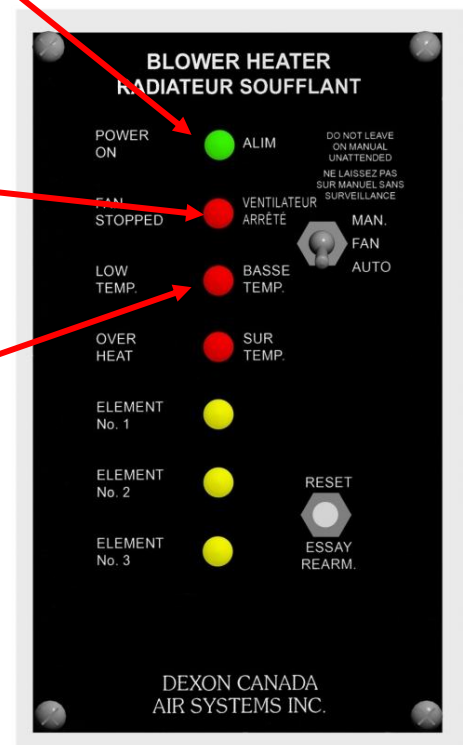 BLOWER HEATER
RADIATEUR SOUFFLANT
POWER
ON
ALIM
DO NOT LEAVE
ON MANUAL
UNATTENDED
NE LAISSEZ PAS
SUR MANUEL SANS
SURVEILLANCE
FAN
STOPPED
VENTILATEUR
ARRÊTÉ
MAN.
FAN
AUTO
LOW
TEMP.
BASSE
TEMP.
OVER
HEAT
SUR
TEMP.
ELEMENT
No. 1
ELEMENT
No. 2
RESET
ESSAY
REARM.
ELEMENT
No. 3
DEXON CANADA
AIR SYSTEMS INC.